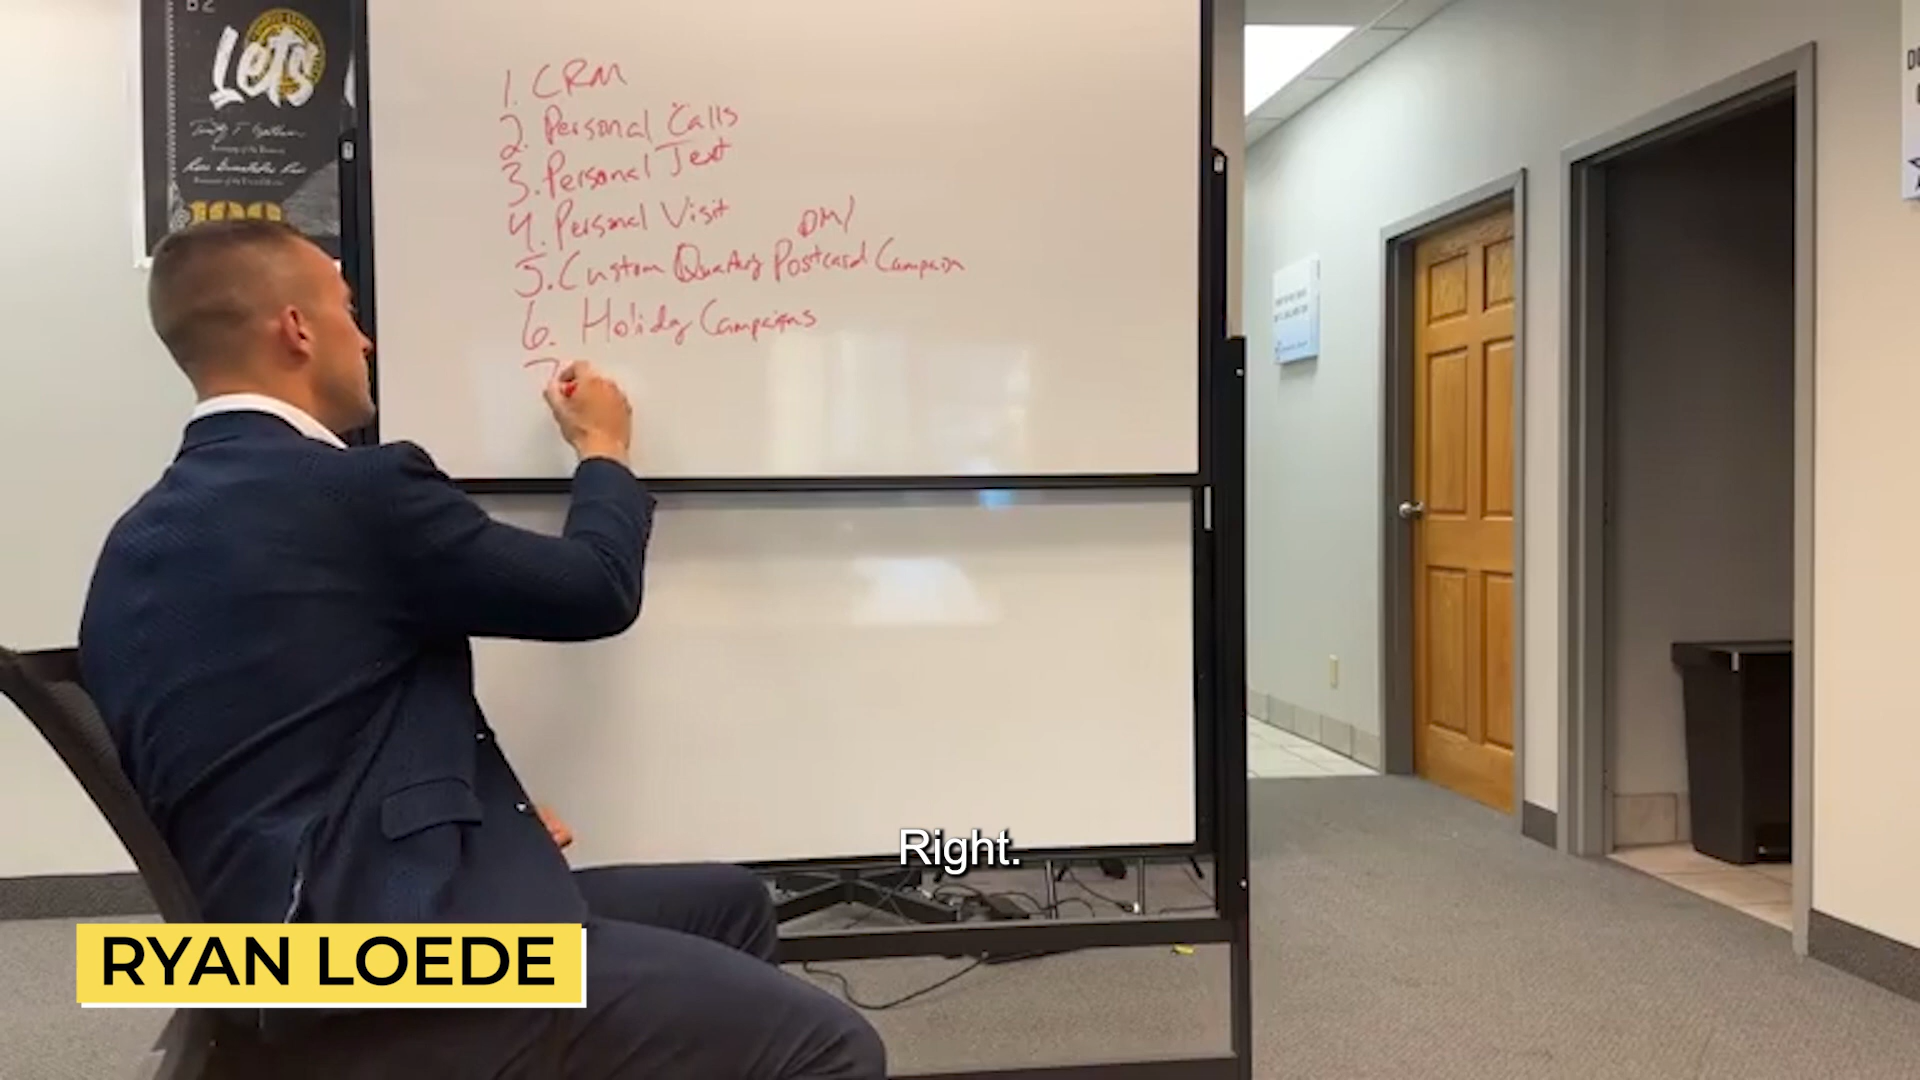 Lets
1. CRM
2. Personal Calls
3. Personal Text
4. Personal Visit
DM/
5. Custom Quarterly Postcard Campaign
6. Holiday Campaigns
7
Right.
RYAN LOEDE